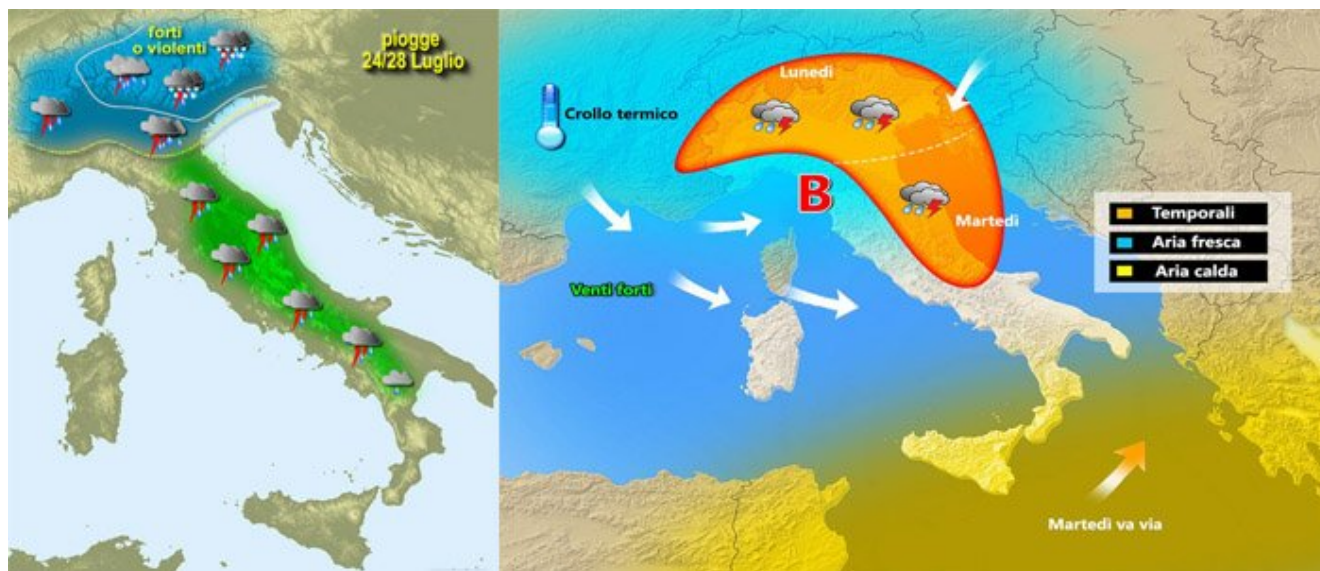 forti
o violenti
piogge
24/28 Luglio
Lunedì
Crollo termico
B
Martedì
Temporali
Aria fresca
Aria calda
Venti forti
Martedì va via